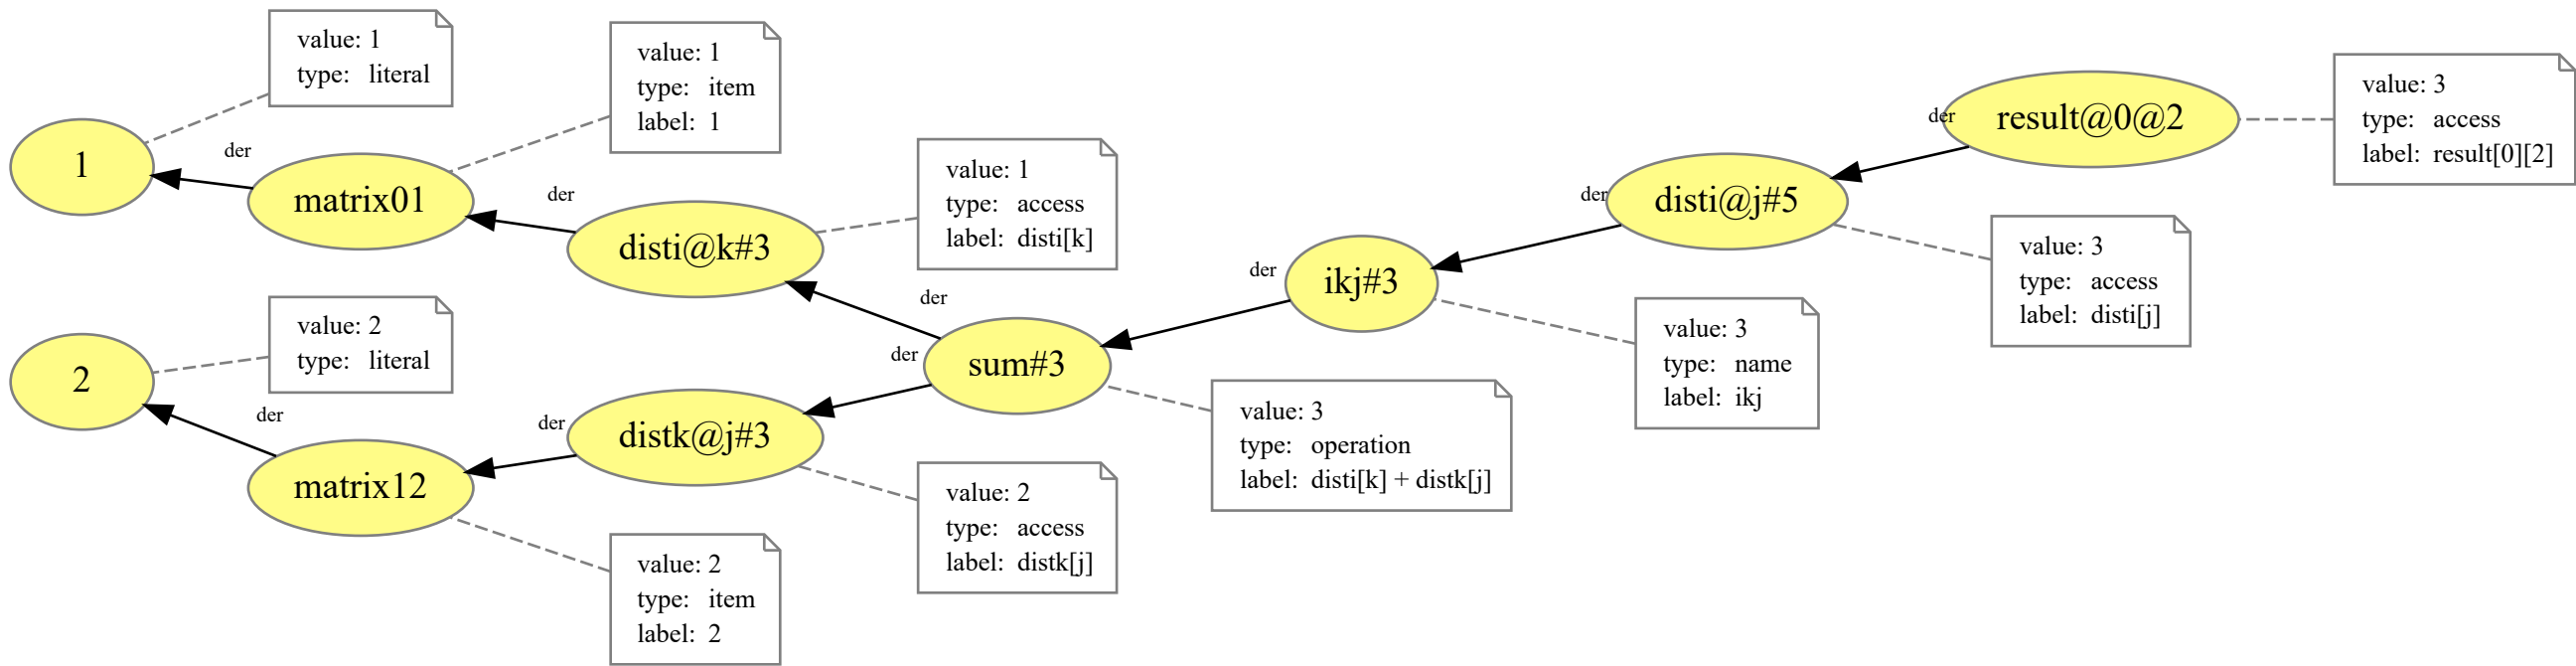 value: 1
type: literal
1
der
matrix01
value: 1
type: item
label: 1
der
disti@k#3
value: 1
type: access
label: disti[k]
value: 2
type: literal
2
der
matrix12
value: 2
type: item
label: 2
der
distk@j#3
value: 2
type: access
label: distk[j]
der
der
sum#3
value: 3
type: operation
label: disti[k] + distk[j]
der
ikj#3
value: 3
type: name
label: ikj
der
disti@j#5
value: 3
type: access
label: disti[j]
der
result@0@2
value: 3
type: access
label: result[0][2]